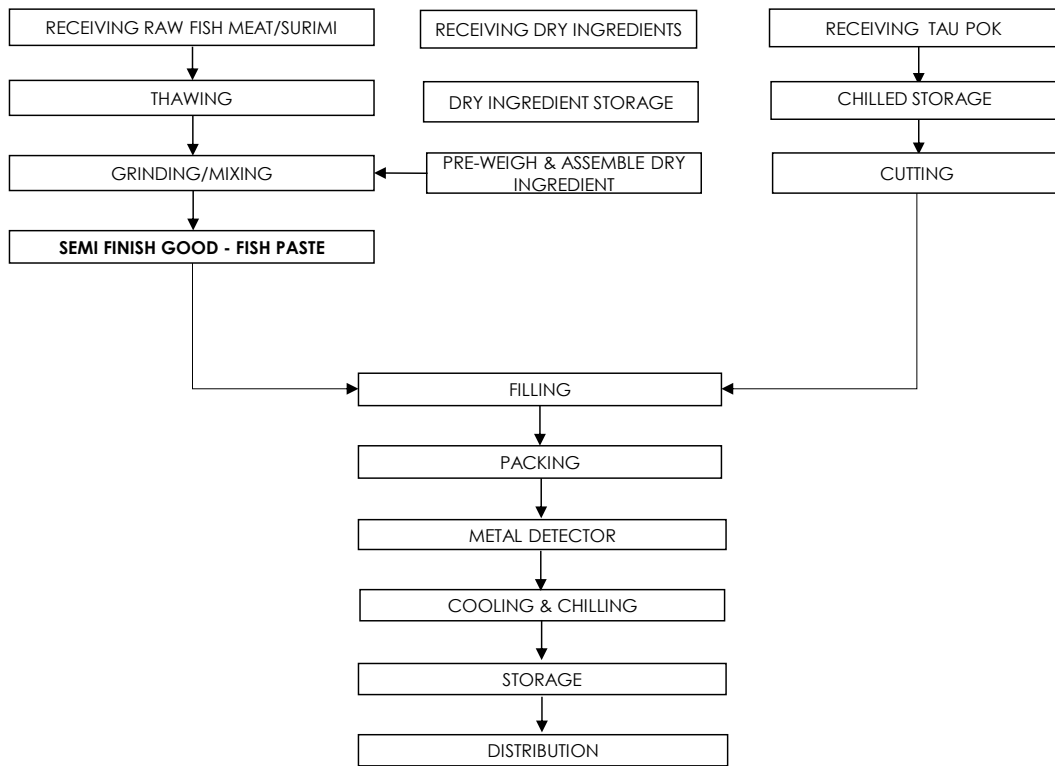 RECEIVING RAW FISH MEAT/SURIMI
RECEIVING DRY INGREDIENTS
RECEIVING TAU POK
THAWING
DRY INGREDIENT STORAGE
CHILLED STORAGE
GRINDING/MIXING
PRE-WEIGH & ASSEMBLE DRY
INGREDIENT
CUTTING
SEMI FINISH GOOD - FISH PASTE
FILLING
PACKING
METAL DETECTOR
COOLING & CHILLING
STORAGE
DISTRIBUTION